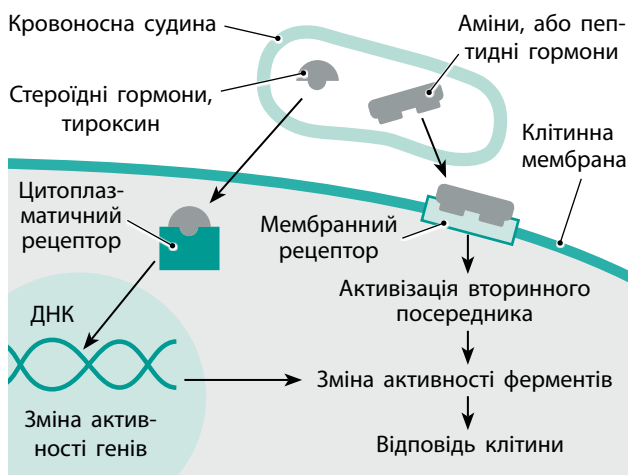 Кровоносна судина
Аміни, або пеп-
тидні гормони
Стероїдні гормони,
тироксин
Клітинна
мембрана
Цитоплаз-
матичний
рецептор
Мембранний
рецептор
Активізація вторинного
посередника
ДНК
Зміна активності ферментів
Зміна актив-
ності генів
Відповідь клітини